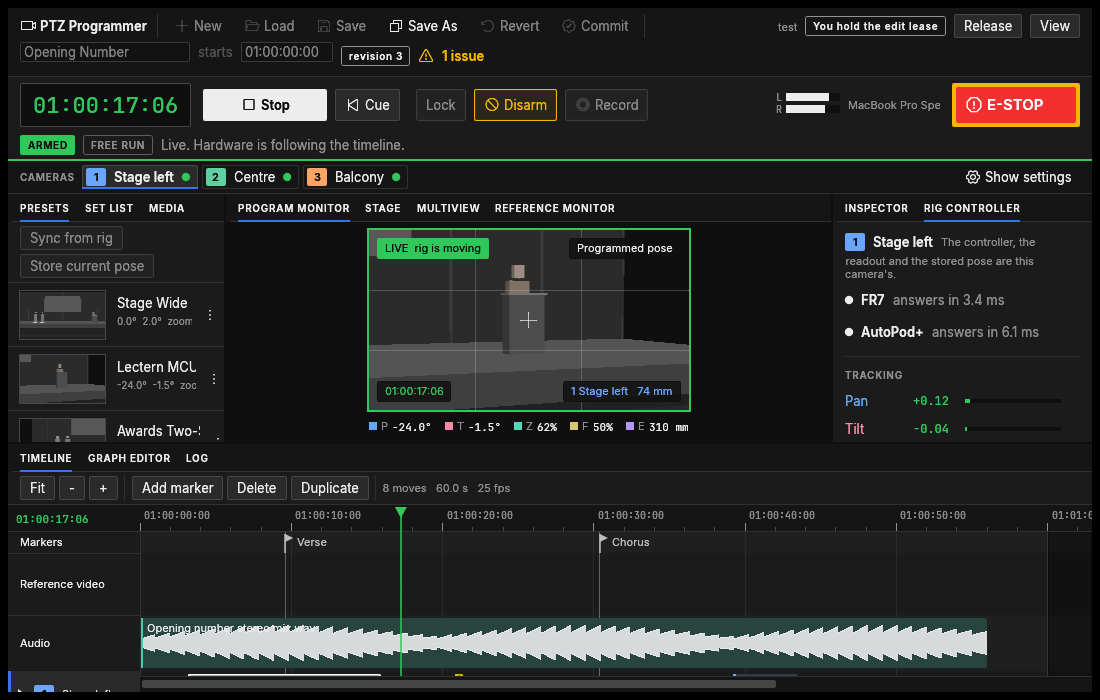 PTZ Programmer New Load Save Save As Revert Commit test You hold the edit lease Release View
Opening Number starts 01:00:00:00 revision 3 1 issue
01:00:17:06 Stop Cue Lock Disarm Record L R MacBook Pro Spe E-STOP
ARMED FREE RUN Live. Hardware is following the timeline.
CAMERAS 1 Stage left 2 Centre 3 Balcony Show settings
PRESETS SET LIST MEDIA PROGRAM MONITOR STAGE MULTIVIEW REFERENCE MONITOR INSPECTOR RIG CONTROLLER
Sync from rig
Store current pose
Stage Wide
0.0° 2.0° zoom
Lectern MCU
-24.0° -1.5° zoo
Awards Two-S
LIVE rig is moving Programmed pose
01:00:17:06 1 Stage left 74 mm
P -24.0° T -1.5° Z 62% F 50% E 310 mm
1 Stage left The controller, the
readout and the stored pose are this
camera's.
FR7 answers in 3.4 ms
AutoPod+ answers in 6.1 ms
TRACKING
Pan +0.12
Tilt -0.04
TIMELINE GRAPH EDITOR LOG
Fit - + Add marker Delete Duplicate 8 moves 60.0 s 25 fps
01:00:17:06 01:00:00:00 01:00:10:00 01:00:20:00 01:00:30:00 01:00:40:00 01:00:50:00 01:01:0
Markers Verse Chorus
Reference video
Opening number stereo mix.wav
Audio